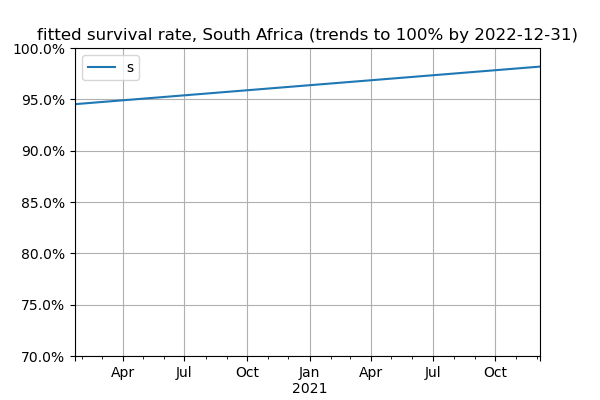 fitted survival rate, South Africa (trends to 100% by 2022-12-31)
100.0%
s
95.0%
90.0%
85.0%
80.0%
75.0%
70.0%
Apr Jul Oct Jan Apr Jul Oct
2021